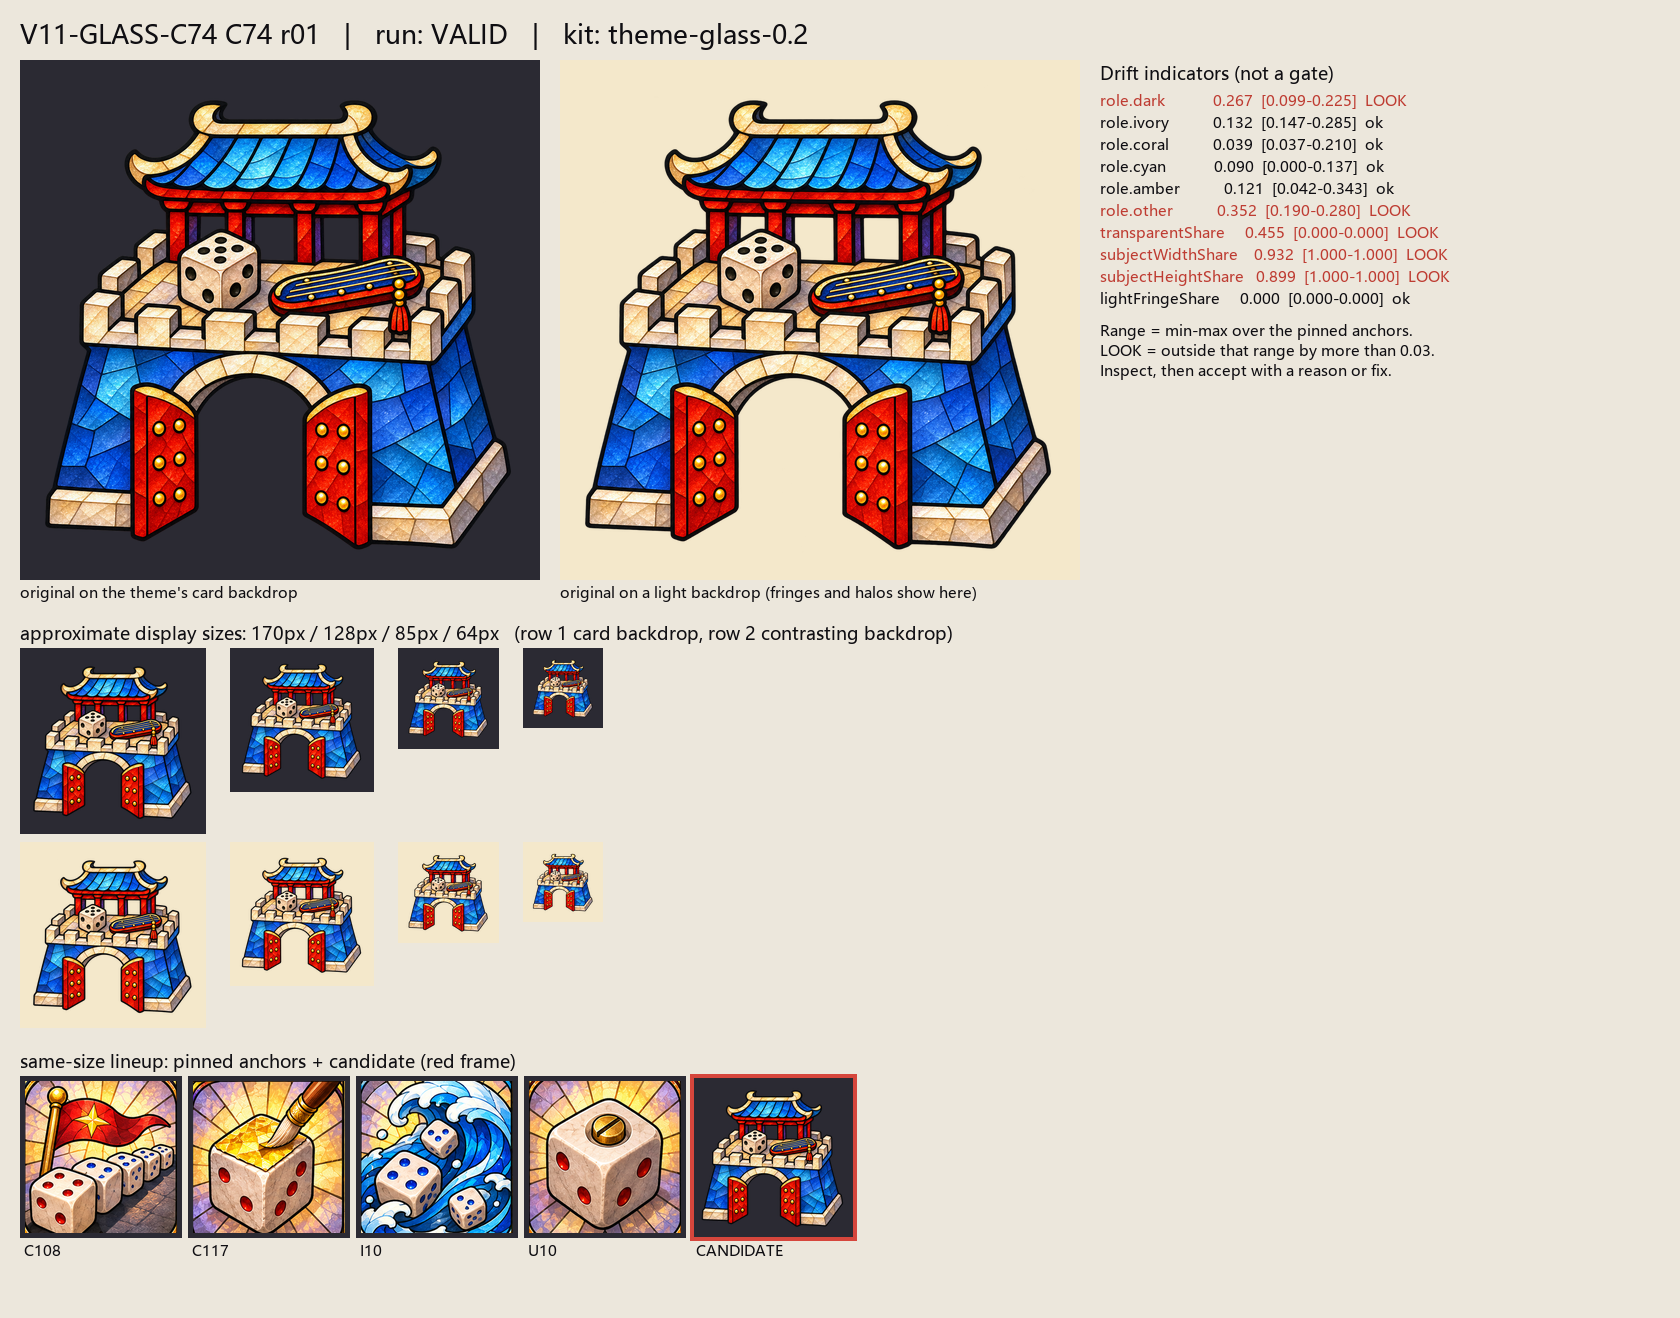 V11-GLASS-C74 C74 r01 | run: VALID | kit: theme-glass-0.2
Drift indicators (not a gate)
role.dark 0.267 [0.099-0.225] LOOK
role.ivory 0.132 [0.147-0.285] ok
role.coral 0.039 [0.037-0.210] ok
role.cyan 0.090 [0.000-0.137] ok
role.amber 0.121 [0.042-0.343] ok
role.other 0.352 [0.190-0.280] LOOK
transparentShare 0.455 [0.000-0.000] LOOK
subjectWidthShare 0.932 [1.000-1.000] LOOK
subjectHeightShare 0.899 [1.000-1.000] LOOK
lightFringeShare 0.000 [0.000-0.000] ok
Range = min-max over the pinned anchors.
LOOK = outside that range by more than 0.03.
Inspect, then accept with a reason or fix.
original on the theme's card backdrop
original on a light backdrop (fringes and halos show here)
approximate display sizes: 170px / 128px / 85px / 64px (row 1 card backdrop, row 2 contrasting backdrop)
same-size lineup: pinned anchors + candidate (red frame)
C108
C117
I10
U10
CANDIDATE